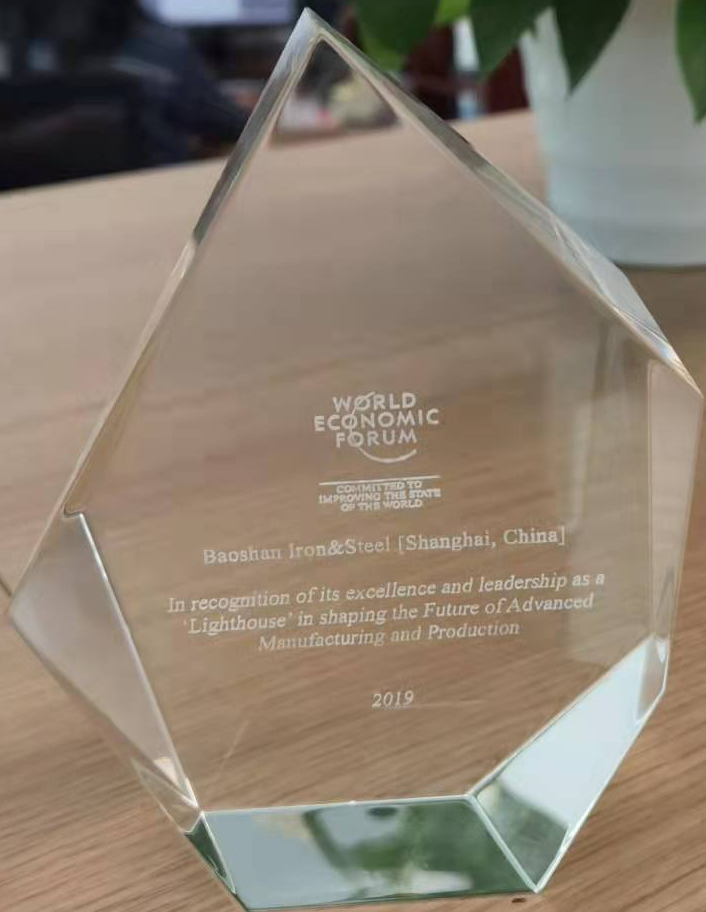 WORLD
ECONOMIC
FORUM
COMMITTED TO
IMPROVING THE STATE
OF THE WORLD
Baoshan Iron&Steel [Shanghai, China]
In recognition of its excellence and leadership as a
'Lighthouse' in shaping the Future of Advanced
Manufacturing and Production
2019